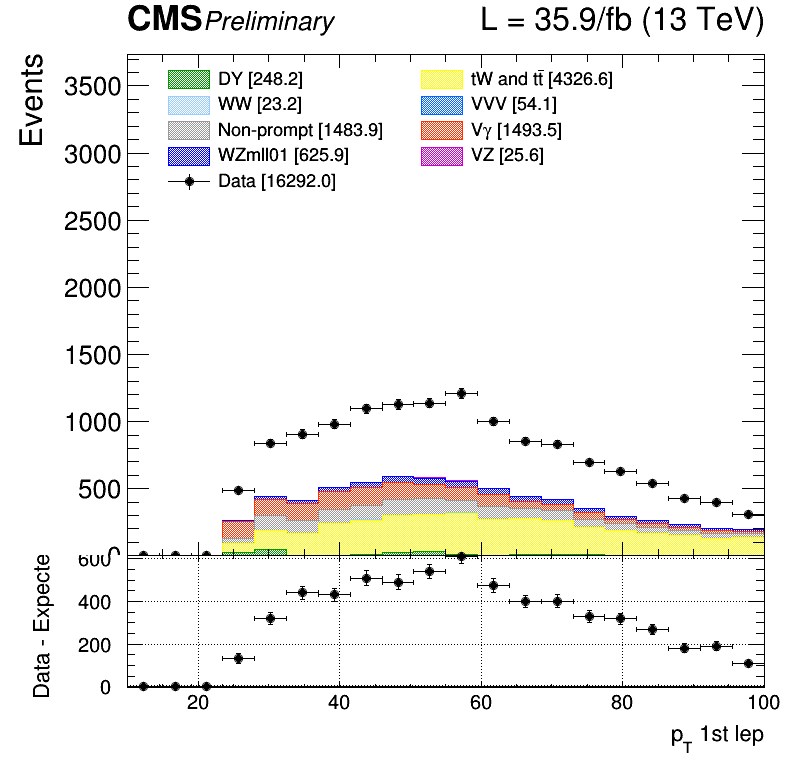 CMS Preliminary L = 35.9/fb (13 TeV)
Events
3500
3000
2500
2000
1500
1000
500
0
DY [248.2]
WW [23.2]
Non-prompt [1483.9]
WZmll01 [625.9]
Data [16292.0]
tW and tt̄ [4326.6]
VVV [54.1]
Vγ [1493.5]
VZ [25.6]
Data - Expecte
600
400
200
0
20 40 60 80 100
p_T 1st lep